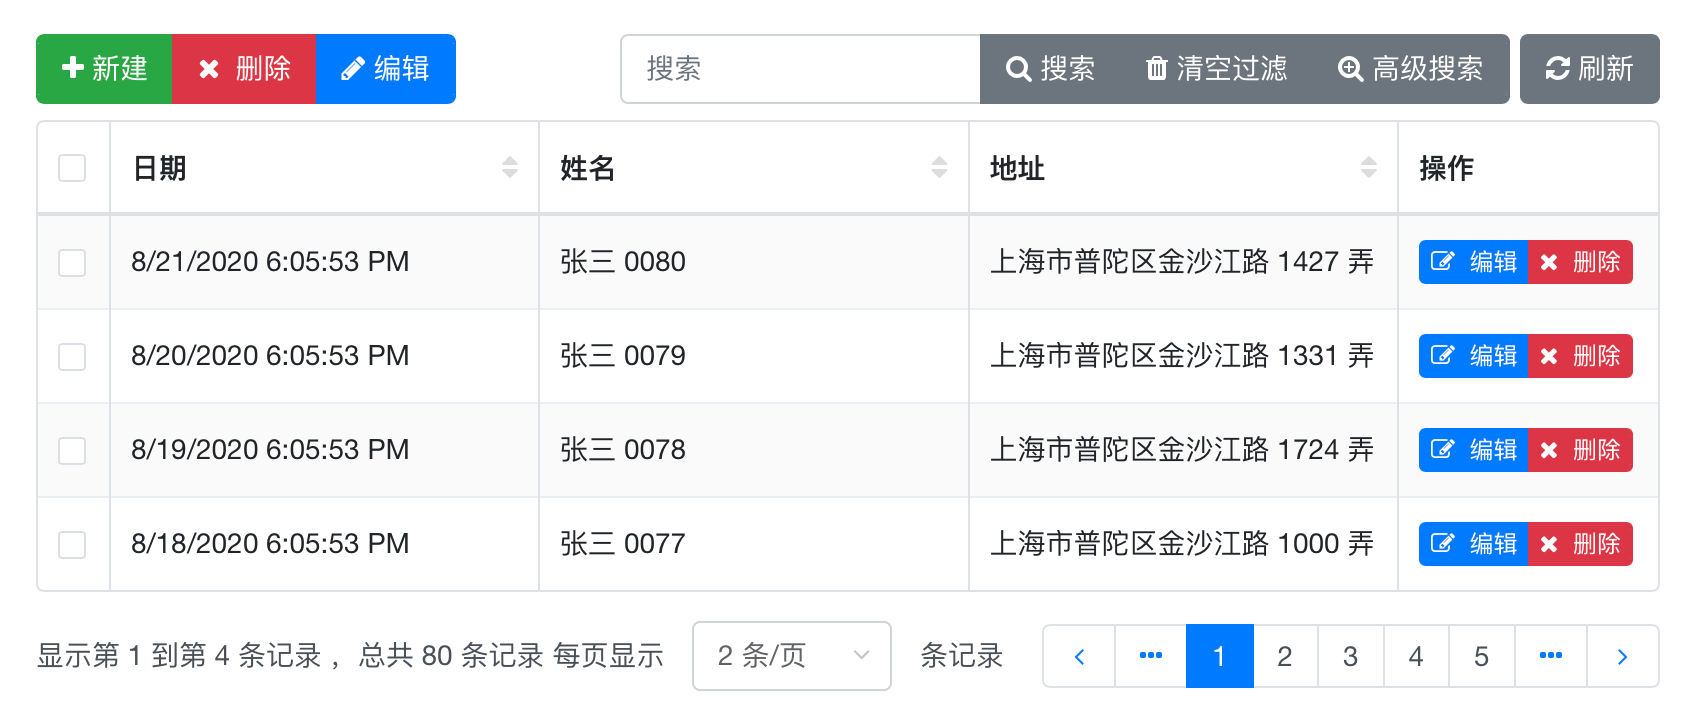 新建 删除 编辑 搜索 搜索 清空过滤 高级搜索 刷新
日期 姓名 地址 操作
8/21/2020 6:05:53 PM 张三 0080 上海市普陀区金沙江路 1427 弄 编辑 删除
8/20/2020 6:05:53 PM 张三 0079 上海市普陀区金沙江路 1331 弄 编辑 删除
8/19/2020 6:05:53 PM 张三 0078 上海市普陀区金沙江路 1724 弄 编辑 删除
8/18/2020 6:05:53 PM 张三 0077 上海市普陀区金沙江路 1000 弄 编辑 删除
显示第 1 到第 4 条记录 ，总共 80 条记录 每页显示 2 条/页 条记录 ••• 1 2 3 4 5 •••